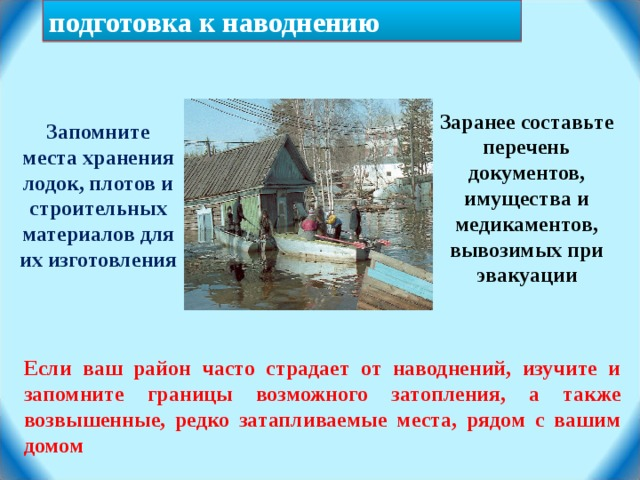 подготовка к наводнению
Запомните
места хранения
лодок, плотов и
строительных
материалов для
их изготовления
Заранее составьте
перечень
документов,
имущества и
медикаментов,
вывозимых при
эвакуации
Если ваш район часто страдает от наводнений, изучите и
запомните границы возможного затопления, а также
возвышенные, редко затапливаемые места, рядом с вашим
домом